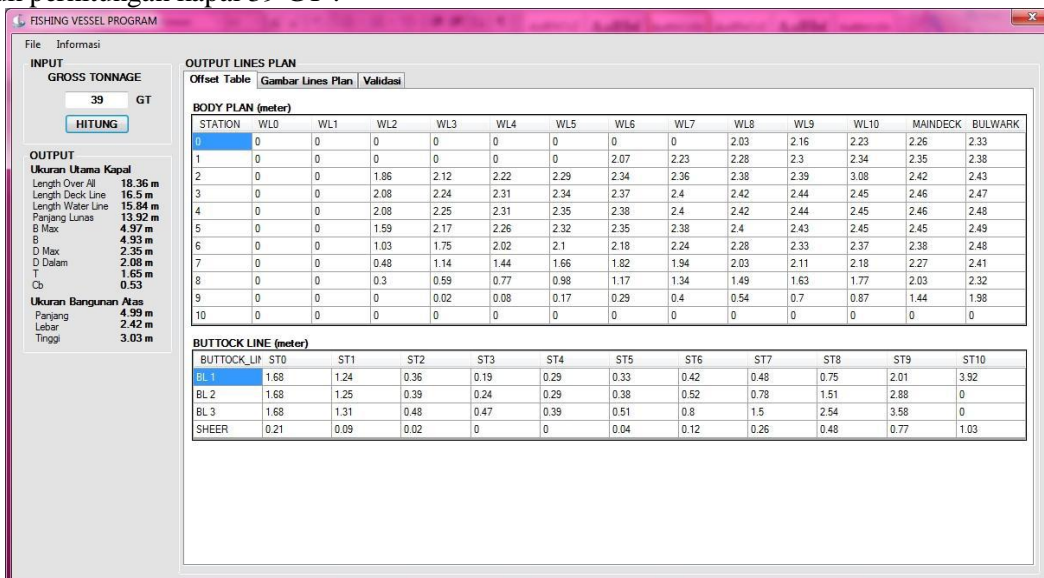 perhitungan kapal 39 GT :
FISHING VESSEL PROGRAM
File Informasi
INPUT
GROSS TONNAGE
39 GT
HITUNG
OUTPUT
Ukuran Utama Kapal
Length Over All 18.36 m
Length Deck Line 16.5 m
Length Water Line 15.84 m
Panjang Lunas 13.92 m
B Max 4.97 m
B 4.93 m
D Max 2.35 m
D Dalam 2.08 m
T 1.65 m
Cb 0.53
Ukuran Bangunan Atas
Panjang 4.99 m
Lebar 2.42 m
Tinggi 3.03 m
OUTPUT LINES PLAN
Offset Table Gambar Lines Plan Validasi
BODY PLAN (meter)
STATION WL0 WL1 WL2 WL3 WL4 WL5 WL6 WL7 WL8 WL9 WL10 MAINDECK BULWARK
0 0 0 0 0 0 0 0 0 2.03 2.16 2.23 2.26 2.33
1 0 0 0 0 0 0 2.07 2.23 2.28 2.3 2.34 2.35 2.38
2 0 0 1.86 2.12 2.22 2.29 2.34 2.36 2.38 2.39 3.08 2.42 2.43
3 0 0 2.08 2.24 2.31 2.34 2.37 2.4 2.42 2.44 2.45 2.46 2.47
4 0 0 2.08 2.25 2.31 2.35 2.38 2.4 2.42 2.44 2.45 2.46 2.48
5 0 0 1.59 2.17 2.26 2.32 2.35 2.38 2.4 2.43 2.45 2.45 2.49
6 0 0 1.03 1.75 2.02 2.1 2.18 2.24 2.28 2.33 2.37 2.38 2.48
7 0 0 0.48 1.14 1.44 1.66 1.82 1.94 2.03 2.11 2.18 2.27 2.41
8 0 0 0.3 0.59 0.77 0.98 1.17 1.34 1.49 1.63 1.77 2.03 2.32
9 0 0 0 0.02 0.08 0.17 0.29 0.4 0.54 0.7 0.87 1.44 1.98
10 0 0 0 0 0 0 0 0 0 0 0 0 0
BUTTOCK LINE (meter)
BUTTOCK_LIN ST0 ST1 ST2 ST3 ST4 ST5 ST6 ST7 ST8 ST9 ST10
BL 1 1.68 1.24 0.36 0.19 0.29 0.33 0.42 0.48 0.75 2.01 3.92
BL 2 1.68 1.25 0.39 0.24 0.29 0.38 0.52 0.78 1.51 2.88 0
BL 3 1.68 1.31 0.48 0.47 0.39 0.51 0.8 1.5 2.54 3.58 0
SHEER 0.21 0.09 0.02 0 0 0.04 0.12 0.26 0.48 0.77 1.03